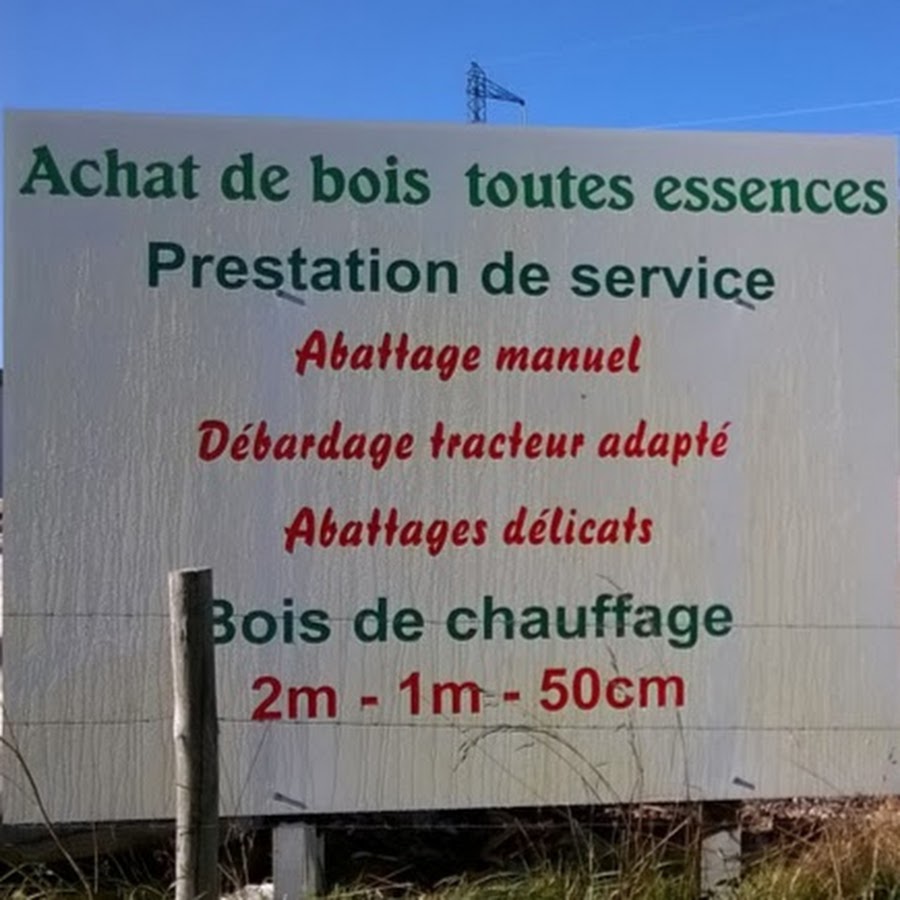 Achat de bois toutes essences
Prestation de service
Abattage manuel
Débardage tracteur adapté
Abattages délicats
Bois de chauffage
2m - 1m - 50cm